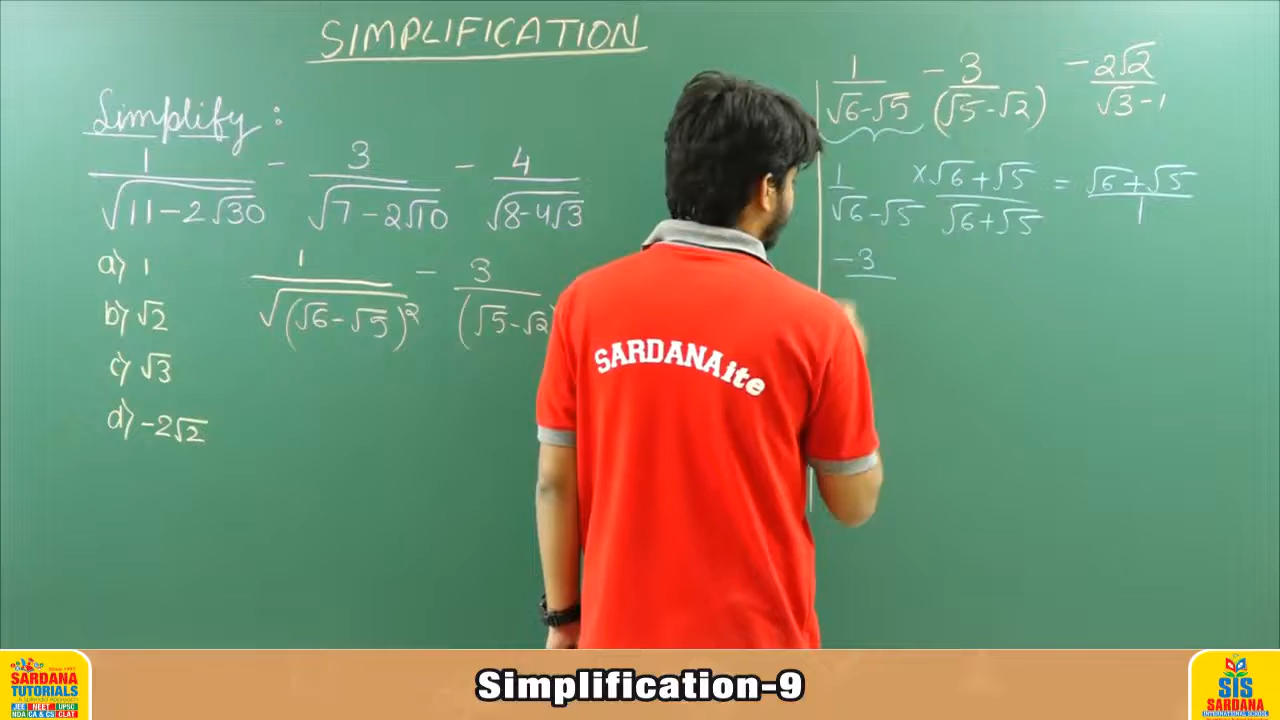 SIMPLIFICATION
Simplify :
1/√(11-2√30) - 3/√(7-2√10) - 4/√(8-4√3)
a) 1
b) √2
c) √3
d) -2√2
1/√(√6-√5)² - 3/(√5-√2
1/(√6-√5) - 3/(√5-√2) - 2√2/(√3-1
1/(√6-√5) × (√6+√5)/(√6+√5) = (√6+√5)/1
-3
SARDANAite
Simplification-9
SARDANA
TUTORIALS
JEE NEET UPSC
NDA CA & CS CLAT
SIS
SARDANA
INTERNATIONAL SCHOOL